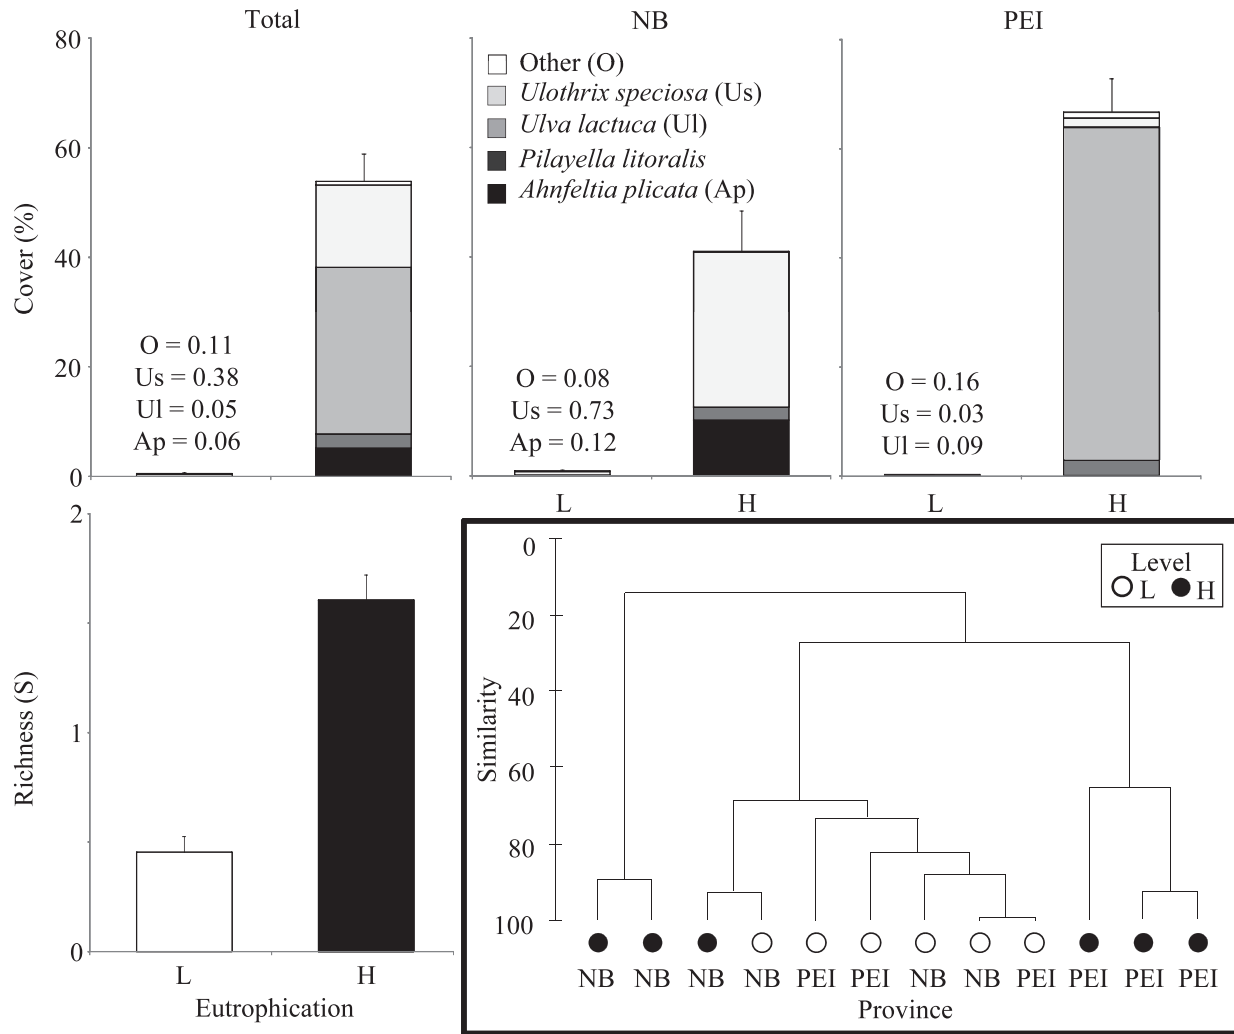 Total
NB
PEI
80
60
40
20
0
Cover (%)
Other (O)
Ulothrix speciosa (Us)
Ulva lactuca (Ul)
Pilayella litoralis
Ahnfeltia plicata (Ap)
O = 0.11
Us = 0.38
Ul = 0.05
Ap = 0.06
O = 0.08
Us = 0.73
Ap = 0.12
O = 0.16
Us = 0.03
Ul = 0.09
L
H
L
H
2
1
0
Richness (S)
L
H
Eutrophication
0
20
40
60
80
100
Similarity
Level
L H
NB NB NB NB PEI PEI NB NB PEI PEI PEI PEI
Province